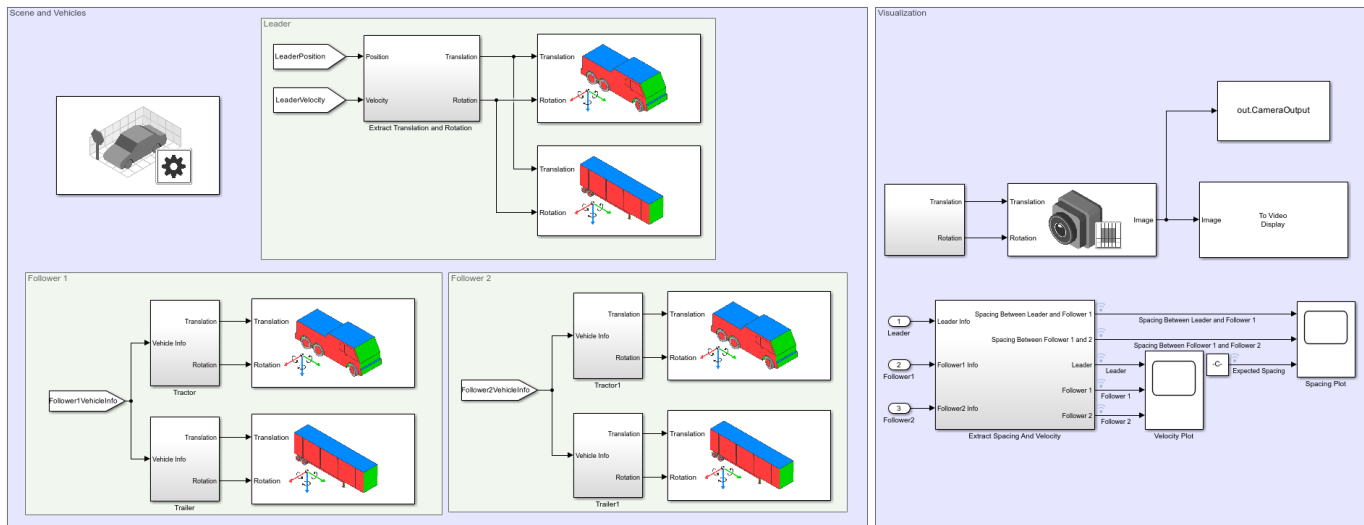 Scene and Vehicles
Leader
LeaderPosition
LeaderVelocity
Position
Velocity
Translation
Rotation
Extract Translation and Rotation
Translation
Rotation
Translation
Rotation
Follower 1
Follower1VehicleInfo
Vehicle Info
Translation
Rotation
Tractor
Translation
Rotation
Vehicle Info
Translation
Rotation
Trailer
Translation
Rotation
Follower 2
Follower2VehicleInfo
Vehicle Info
Translation
Rotation
Tractor1
Translation
Rotation
Vehicle Info
Translation
Rotation
Trailer1
Translation
Rotation
Visualization
out.CameraOutput
Translation
Rotation
Translation
Rotation
Image
Image
To Video
Display
1
Leader
2
Follower1
3
Follower2
Leader Info
Follower1 Info
Follower2 Info
Spacing Between Leader and Follower 1
Spacing Between Follower 1 and 2
Leader
Follower 1
Follower 2
Extract Spacing And Velocity
Spacing Between Leader and Follower 1
Spacing Between Follower 1 and Follower 2
Leader
Follower 1
Follower 2
Velocity Plot
-C-
Expected Spacing
Spacing Plot